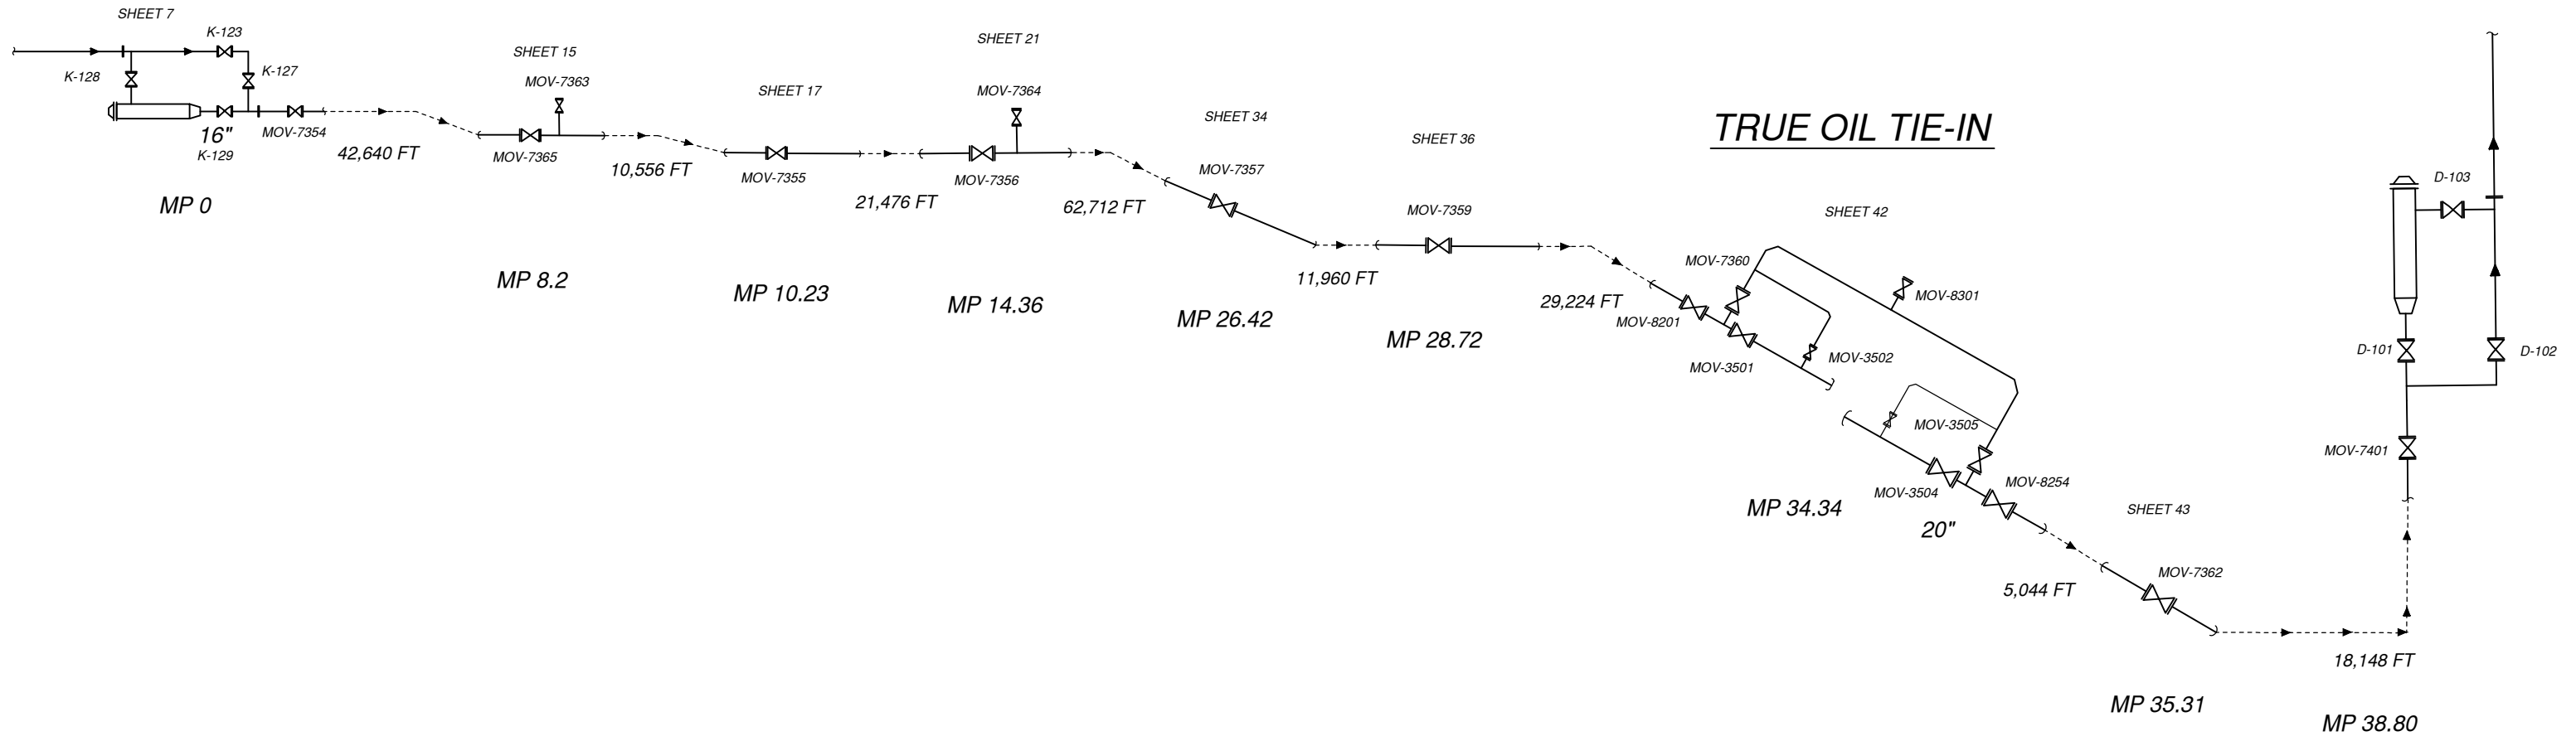 SHEET 7
K-123
K-128
K-127
16"
K-129
MOV-7354
42,640 FT
MP 0
SHEET 15
MOV-7363
MOV-7365
10,556 FT
MP 8.2
SHEET 17
MOV-7355
21,476 FT
MP 10.23
SHEET 21
MOV-7364
MOV-7356
62,712 FT
MP 14.36
SHEET 34
MOV-7357
11,960 FT
MP 26.42
SHEET 36
MOV-7359
29,224 FT
MP 28.72
TRUE OIL TIE-IN
SHEET 42
MOV-7360
MOV-8301
MOV-8201
MOV-3501
MOV-3502
MOV-3505
MOV-3504
MOV-8254
MP 34.34
20"
SHEET 43
MOV-7362
5,044 FT
MP 35.31
18,148 FT
MP 38.80
D-103
D-101
D-102
MOV-7401